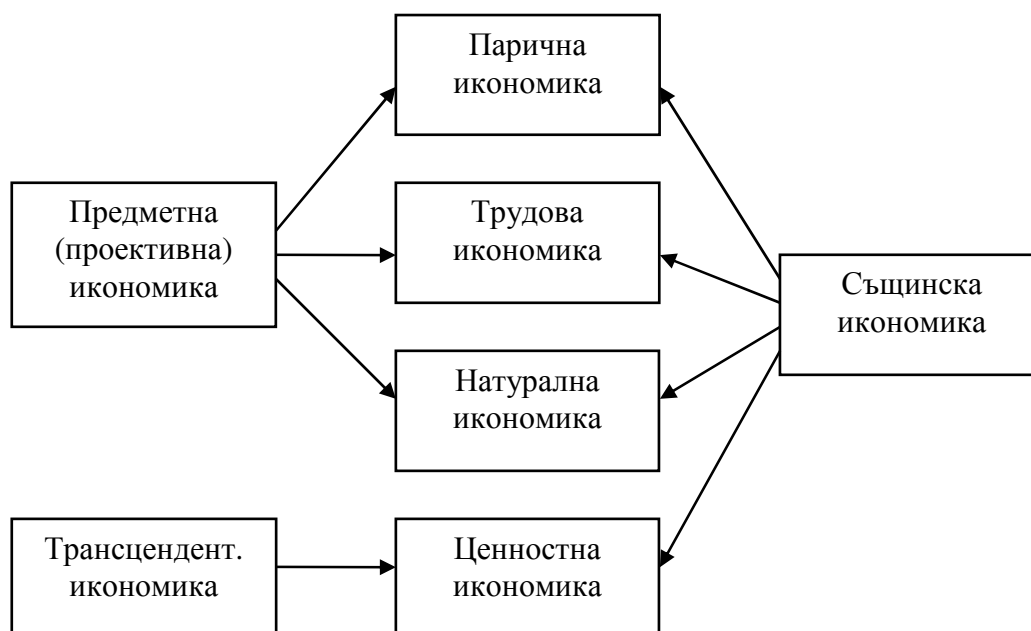 Парична
икономика
Предметна
(проективна)
икономика
Трудова
икономика
Същинска
икономика
Натурална
икономика
Трансцендент.
икономика
Ценностна
икономика